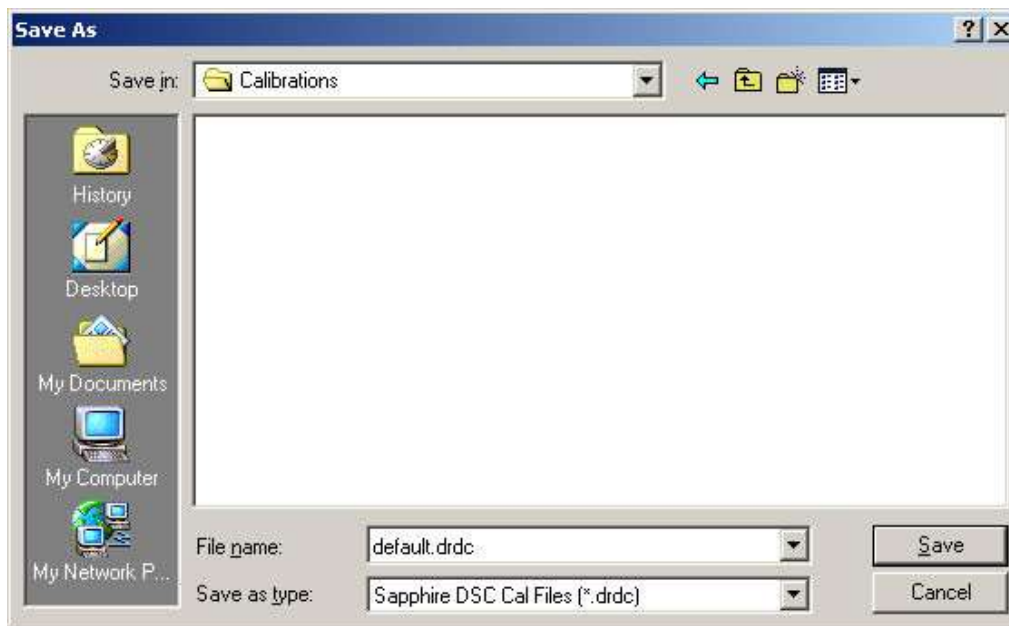 Save As
Save in: Calibrations
History
Desktop
My Documents
My Computer
My Network P...
File name: default.drdc
Save
Save as type: Sapphire DSC Cal Files (*.drdc)
Cancel